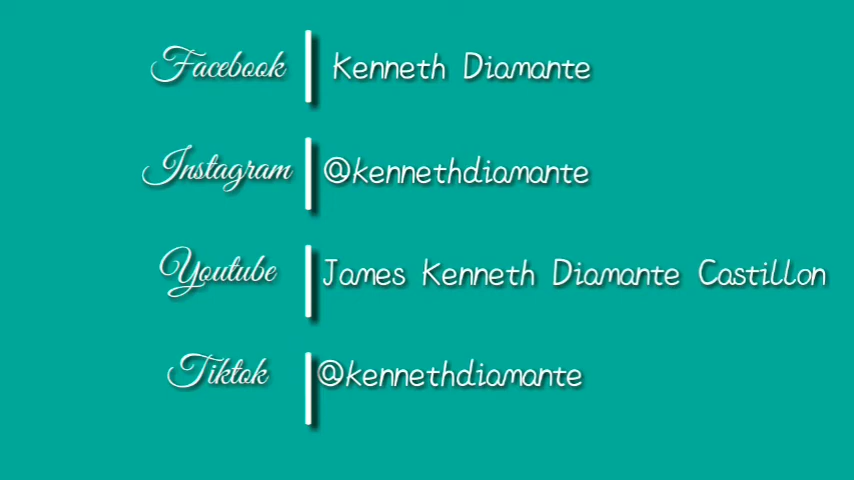 Facebook Kenneth Diamante
Instagram @kennethdiamante
Youtube James Kenneth Diamante Castillon
Tiktok @kennethdiamante